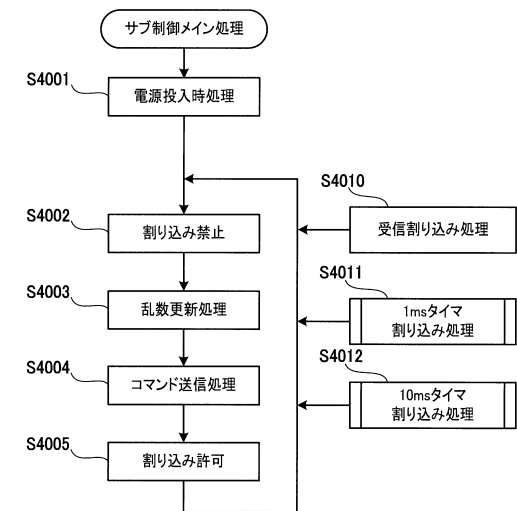 サブ制御メイン処理
S4001
電源投入時処理
S4010
受信割り込み処理
S4002
割り込み禁止
S4011
1msタイマ
割り込み処理
S4003
乱数更新処理
S4012
10msタイマ
割り込み処理
S4004
コマンド送信処理
S4005
割り込み許可